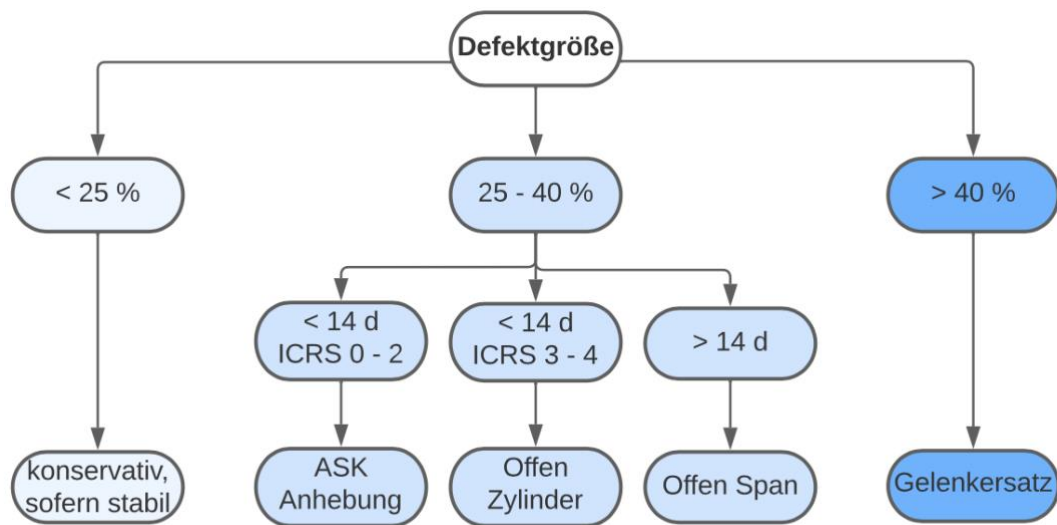 Defektgröße
< 25 %
25 - 40 %
> 40 %
< 14 d
ICRS 0 - 2
< 14 d
ICRS 3 - 4
> 14 d
konservativ,
sofern stabil
ASK
Anhebung
Offen
Zylinder
Offen Span
Gelenkersatz